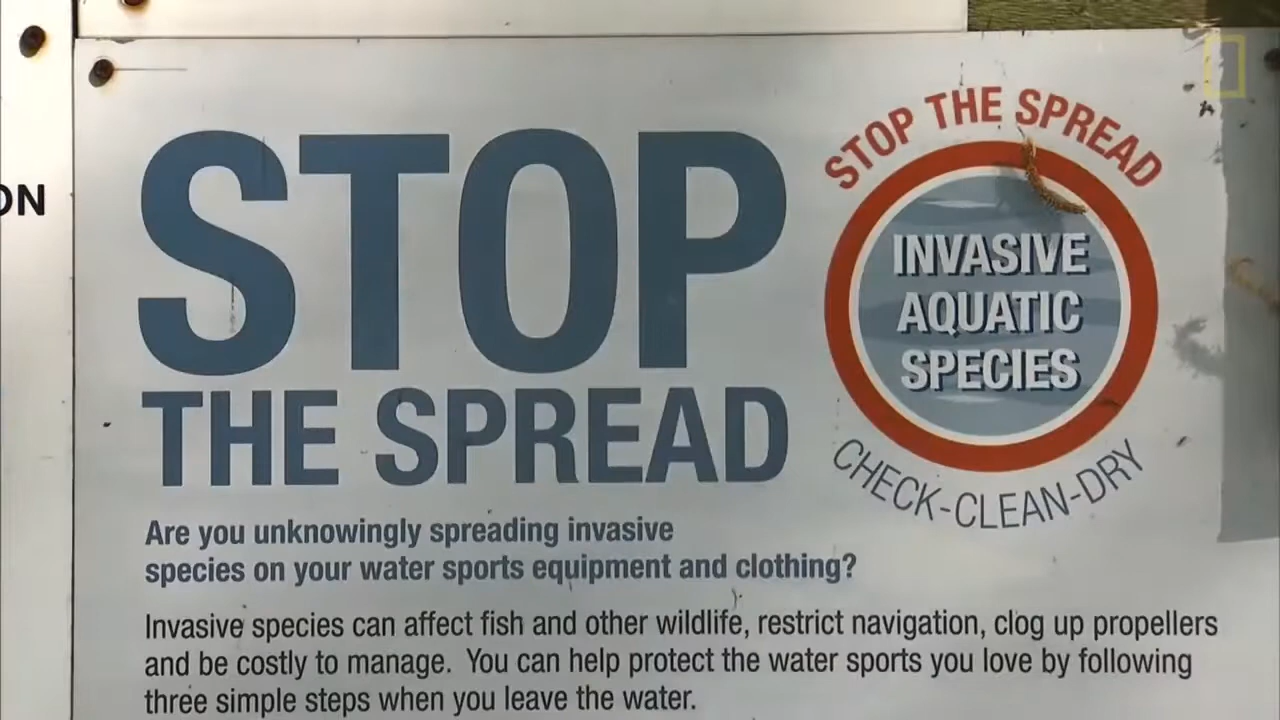 ON
STOP
THE SPREAD
STOP THE SPREAD
INVASIVE
AQUATIC
SPECIES
CHECK-CLEAN-DRY
Are you unknowingly spreading invasive
species on your water sports equipment and clothing?
Invasive species can affect fish and other wildlife, restrict navigation, clog up propellers
and be costly to manage. You can help protect the water sports you love by following
three simple steps when you leave the water.